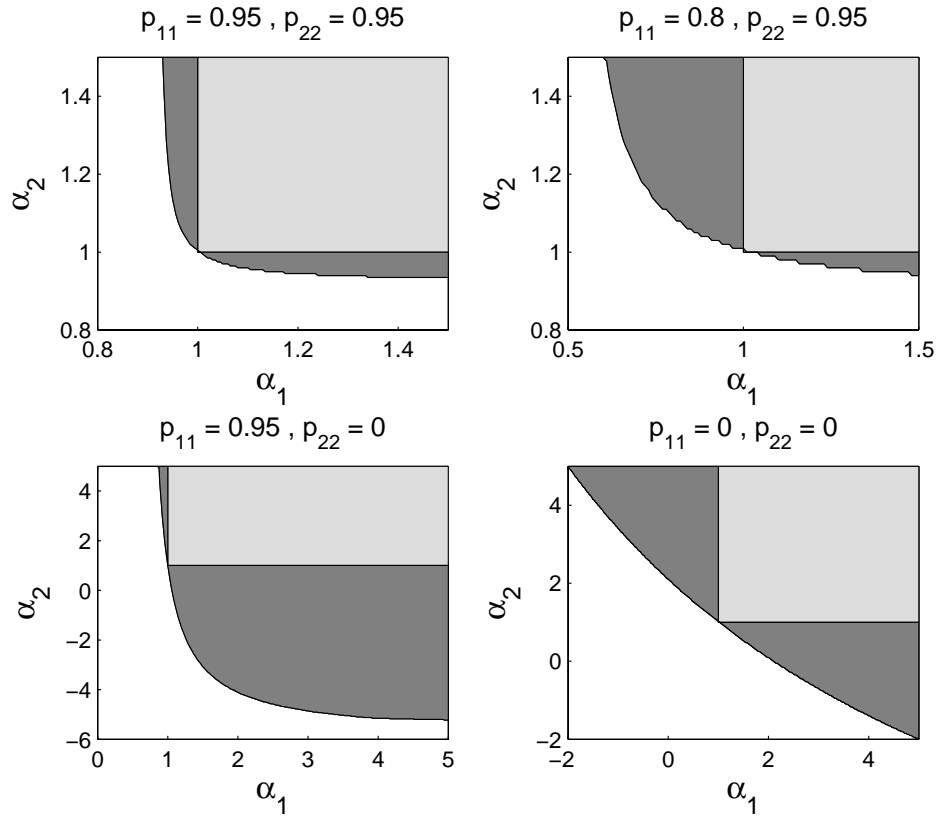 p11 = 0.95 , p22 = 0.95
1.4
1.2
1
0.8
α2
0.8 1 1.2 1.4
α1
p11 = 0.8 , p22 = 0.95
1.4
1.2
1
0.8
α2
0.5 1 1.5
α1
p11 = 0.95 , p22 = 0
4
2
0
−2
−4
−6
α2
0 1 2 3 4 5
α1
p11 = 0 , p22 = 0
4
2
0
−2
α2
−2 0 2 4
α1